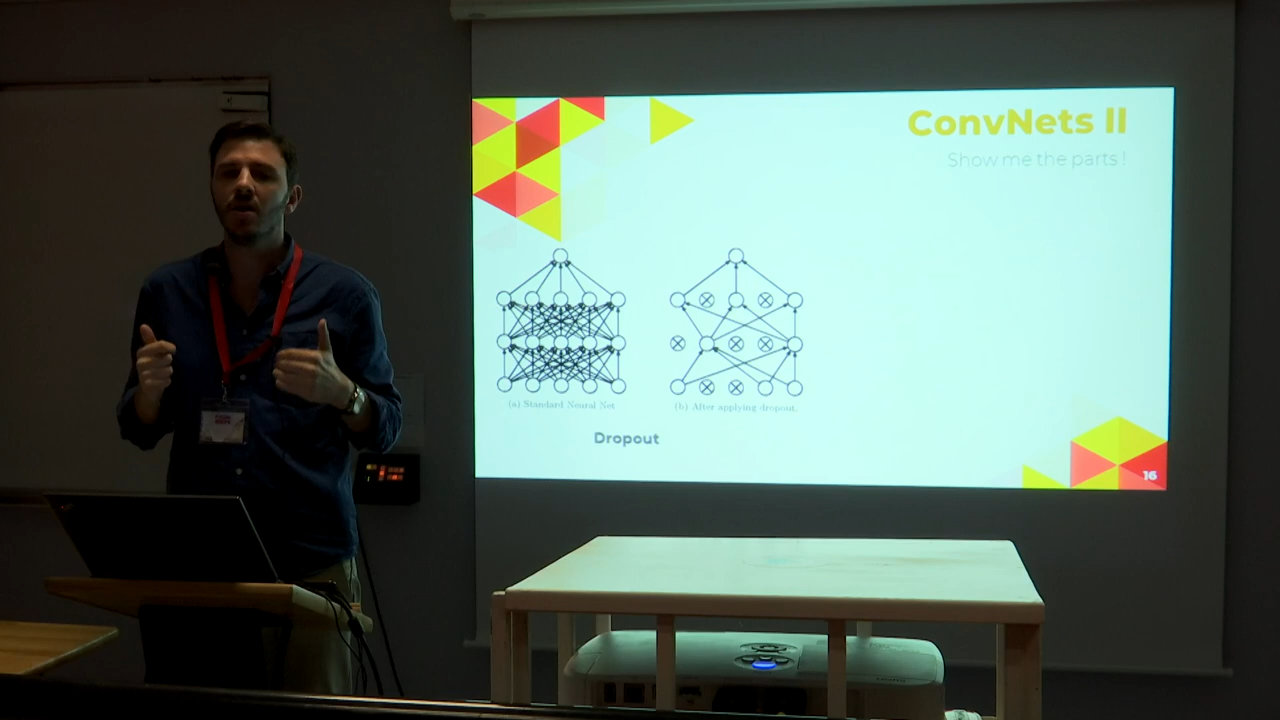 ConvNets II
Show me the parts !
(a) Standard Neural Net
(b) After applying dropout.
Dropout
16